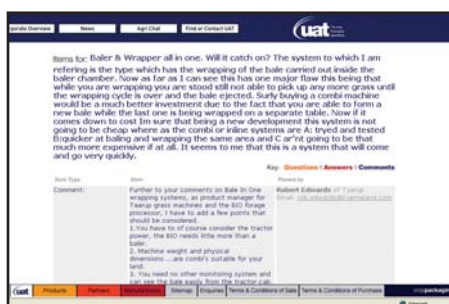 porate Overview News Agri Chat Find or Contact UAT
uat
Items for: Baler & Wrapper all in one. Will it catch on? The system to which I am
refering is the type which has the wrapping of the bale carried out inside the
baler chamber. Now as far as I can see this has one major flaw this being that
while you are wrapping you are stood still not able to pick up any more grass until
the wrapping cycle is over and the bale ejected. Surly buying a combi machine
would be a much better investment due to the fact that you are able to form a
new bale while the last one is being wrapped on a separate table. Now if it
comes down to cost Im sure that being a new development this system is not
going to be cheap where as the combi or inline systems are A: tryed and tested
B:quicker at baling and wrapping the same area and C ar'nt going to be that
much more expensive if at all. It seems to me that this is a system that will come
and go very quickly.
Key: Questions | Answers | Comments
Item Type Item Posted by
Comment: Further to your comments on Bale In One Robert Edwards of Taarup
wrapping systems, as product manager for Email:
Taarup grass machines and the BIO forage
processor, I have to add a few points that
should be considered.
1.You have to of course consider the tractor
power, the BIO needs little more than a
baler.
2. Machine weight and physical
dimensions....are combi's suitable for your
land.
3. You need no other monitoring system and
can see the bale easily from the tractor cab.
uat Products Partners Sitemap Enquiries Terms & Conditions of Sale Terms & Conditions of Purchase